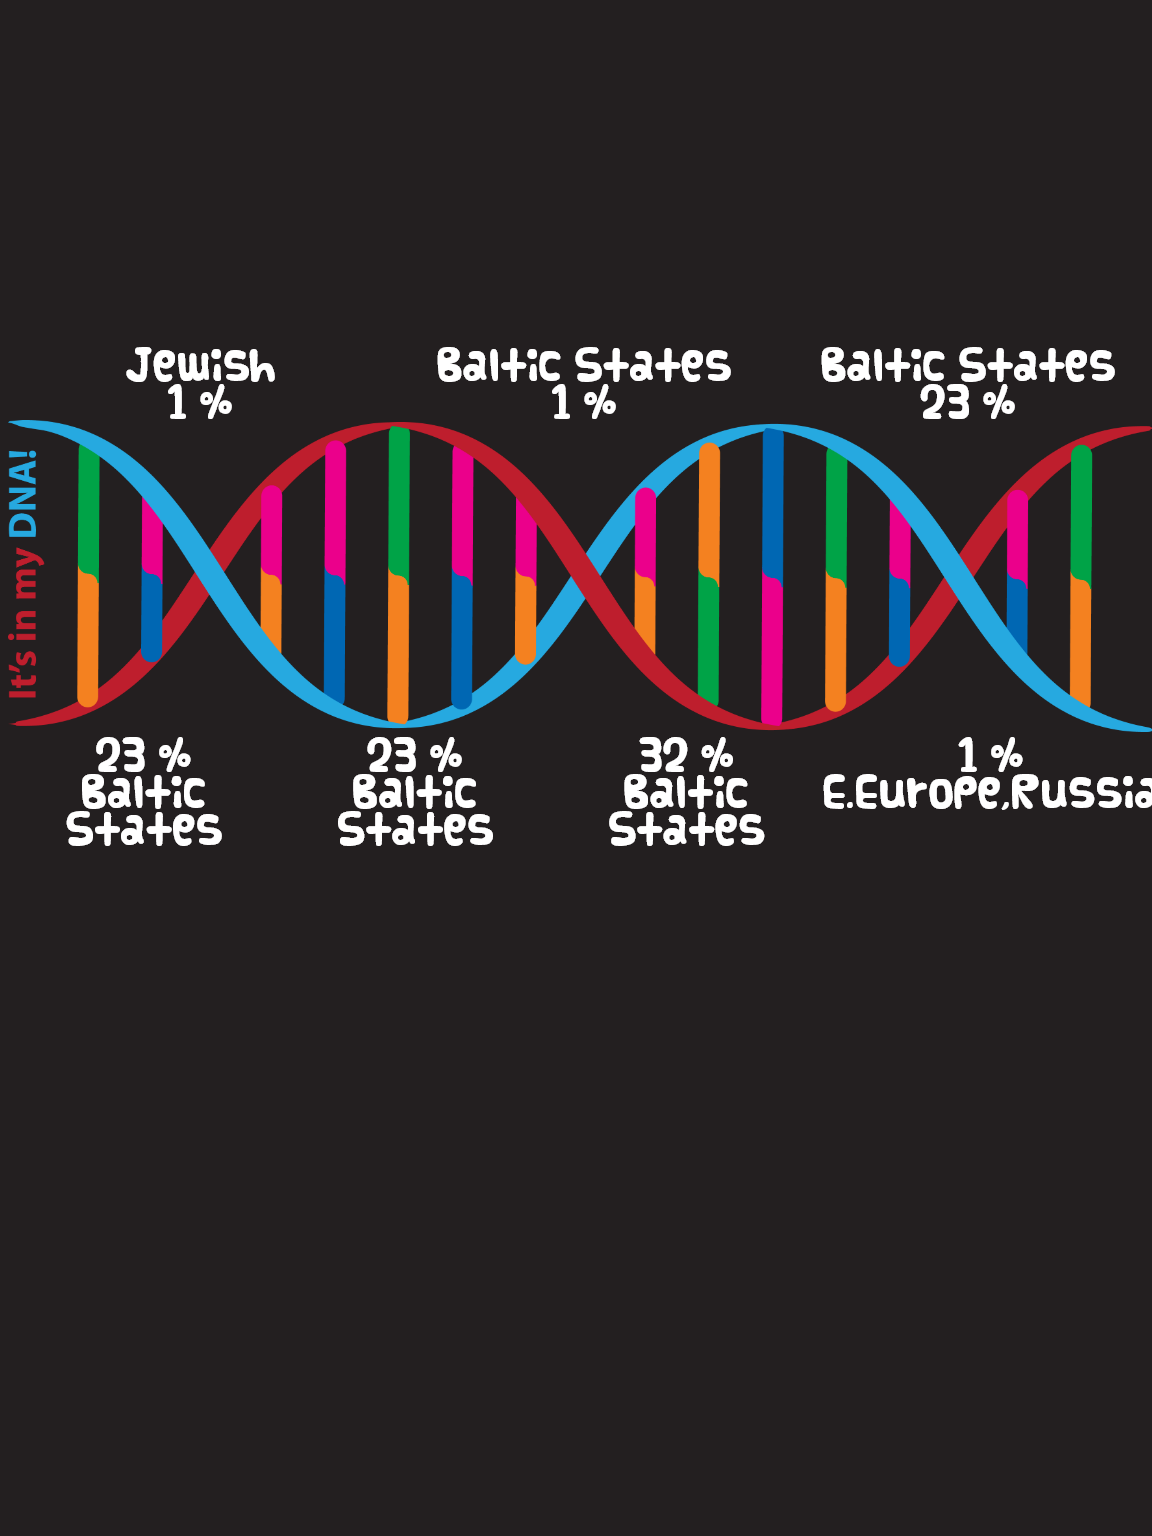 Jewish
1 %
Baltic States
1 %
Baltic States
23 %
It's in my DNA!
23 %
Baltic
States
23 %
Baltic
States
32 %
Baltic
States
1 %
E.Europe,Russia